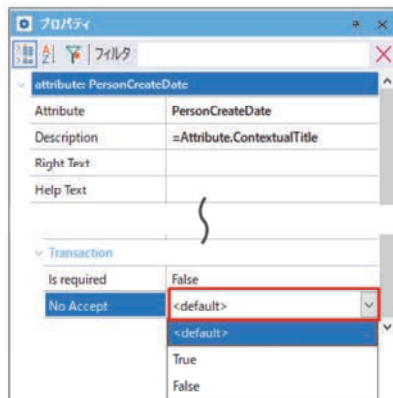 プロパティ
フィルタ
attribute: PersonCreateDate
Attribute PersonCreateDate
Description =Attribute.ContextualTitle
Right Text
Help Text
Transaction
Is required False
No Accept <default>
<default>
True
False